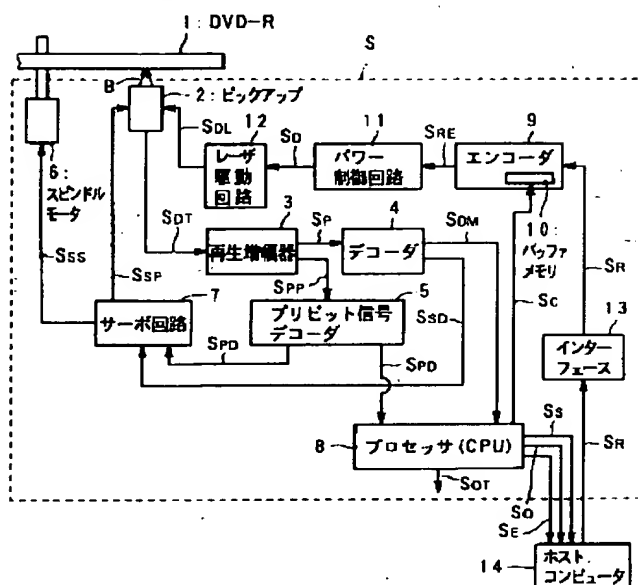 1：DVD-R
S
B
2：ピックアップ
SDL
12
レーザ
駆動
回路
SD
11
パワー
制御回路
SRE
9
エンコーダ
10：
バッファ
メモリ
6：
スピンドル
モータ
SDT
3
再生増幅器
SP
4
デコーダ
SDM
SC
SR
SSS
SSP
SPP
5
プリピット信号
デコーダ
SSD
13
インター
フェース
7
サーボ回路
SPD
SPD
8
プロセッサ(CPU)
SS
SO
SE
SR
SOT
14
ホスト
コンピュータ